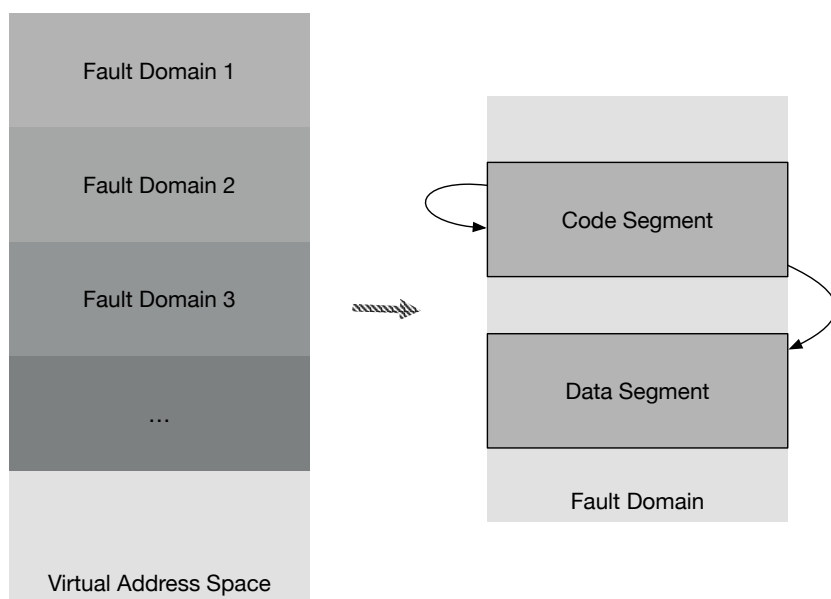 Fault Domain 1
Fault Domain 2
Fault Domain 3
...
Virtual Address Space
Code Segment
Data Segment
Fault Domain